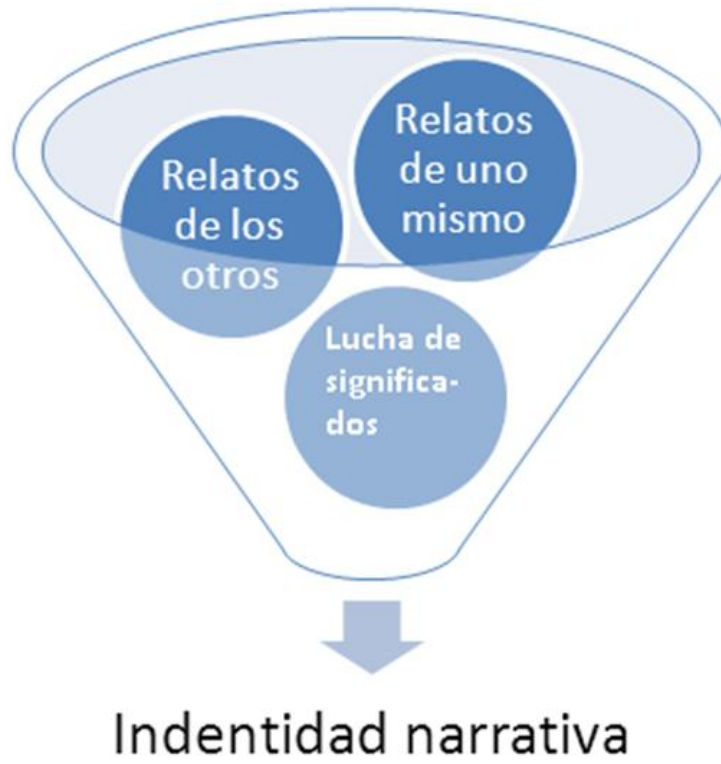 Relatos
de los
otros
Relatos
de uno
mismo
Lucha de
significa-
dos
Indentidad narrativa